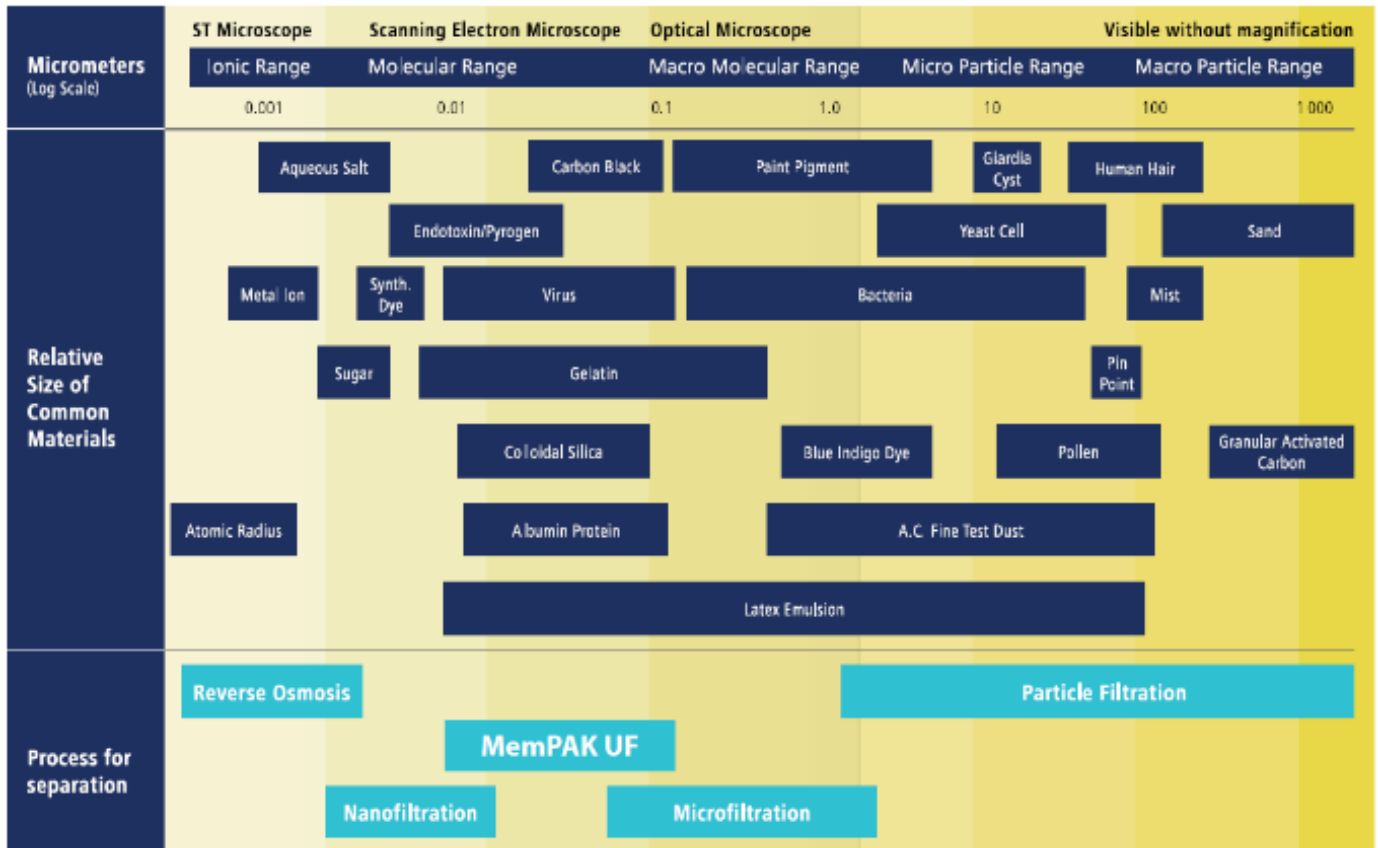 ST Microscope Scanning Electron Microscope Optical Microscope Visible without magnification
Micrometers
(Log Scale)
Ionic Range Molecular Range Macro Molecular Range Micro Particle Range Macro Particle Range
0.001 0.01 0.1 1.0 10 100 1000
Relative
Size of
Common
Materials
Aqueous Salt
Carbon Black
Paint Pigment
Giardia
Cyst
Human Hair
Endotoxin/Pyrogen
Yeast Cell
Sand
Metal Ion
Synth.
Dye
Virus
Bacteria
Mist
Sugar
Gelatin
Pin
Point
Colloidal Silica
Blue Indigo Dye
Pollen
Granular Activated
Carbon
Atomic Radius
Albumin Protein
A.C. Fine Test Dust
Latex Emulsion
Process for
separation
Reverse Osmosis
Particle Filtration
MemPAK UF
Nanofiltration
Microfiltration